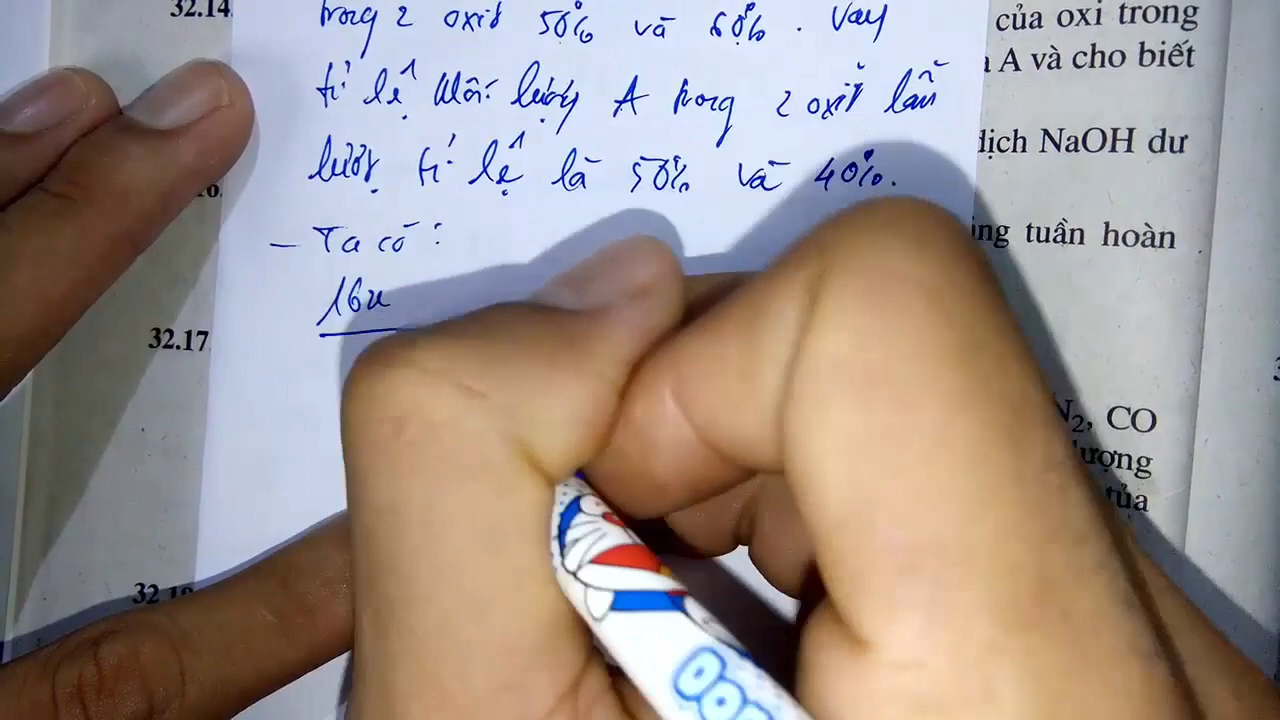 32.14.
trong 2 oxit 50% và 60%. Vậy
của oxi trong
A và cho biết
tỉ lệ khối lượng A trong 2 oxit lần
dịch NaOH dư
lượt tỉ lệ là 50% và 40%.
tuần hoàn
- Ta có:
16x
32.17
N₂, CO
lượng
tủa
DOR